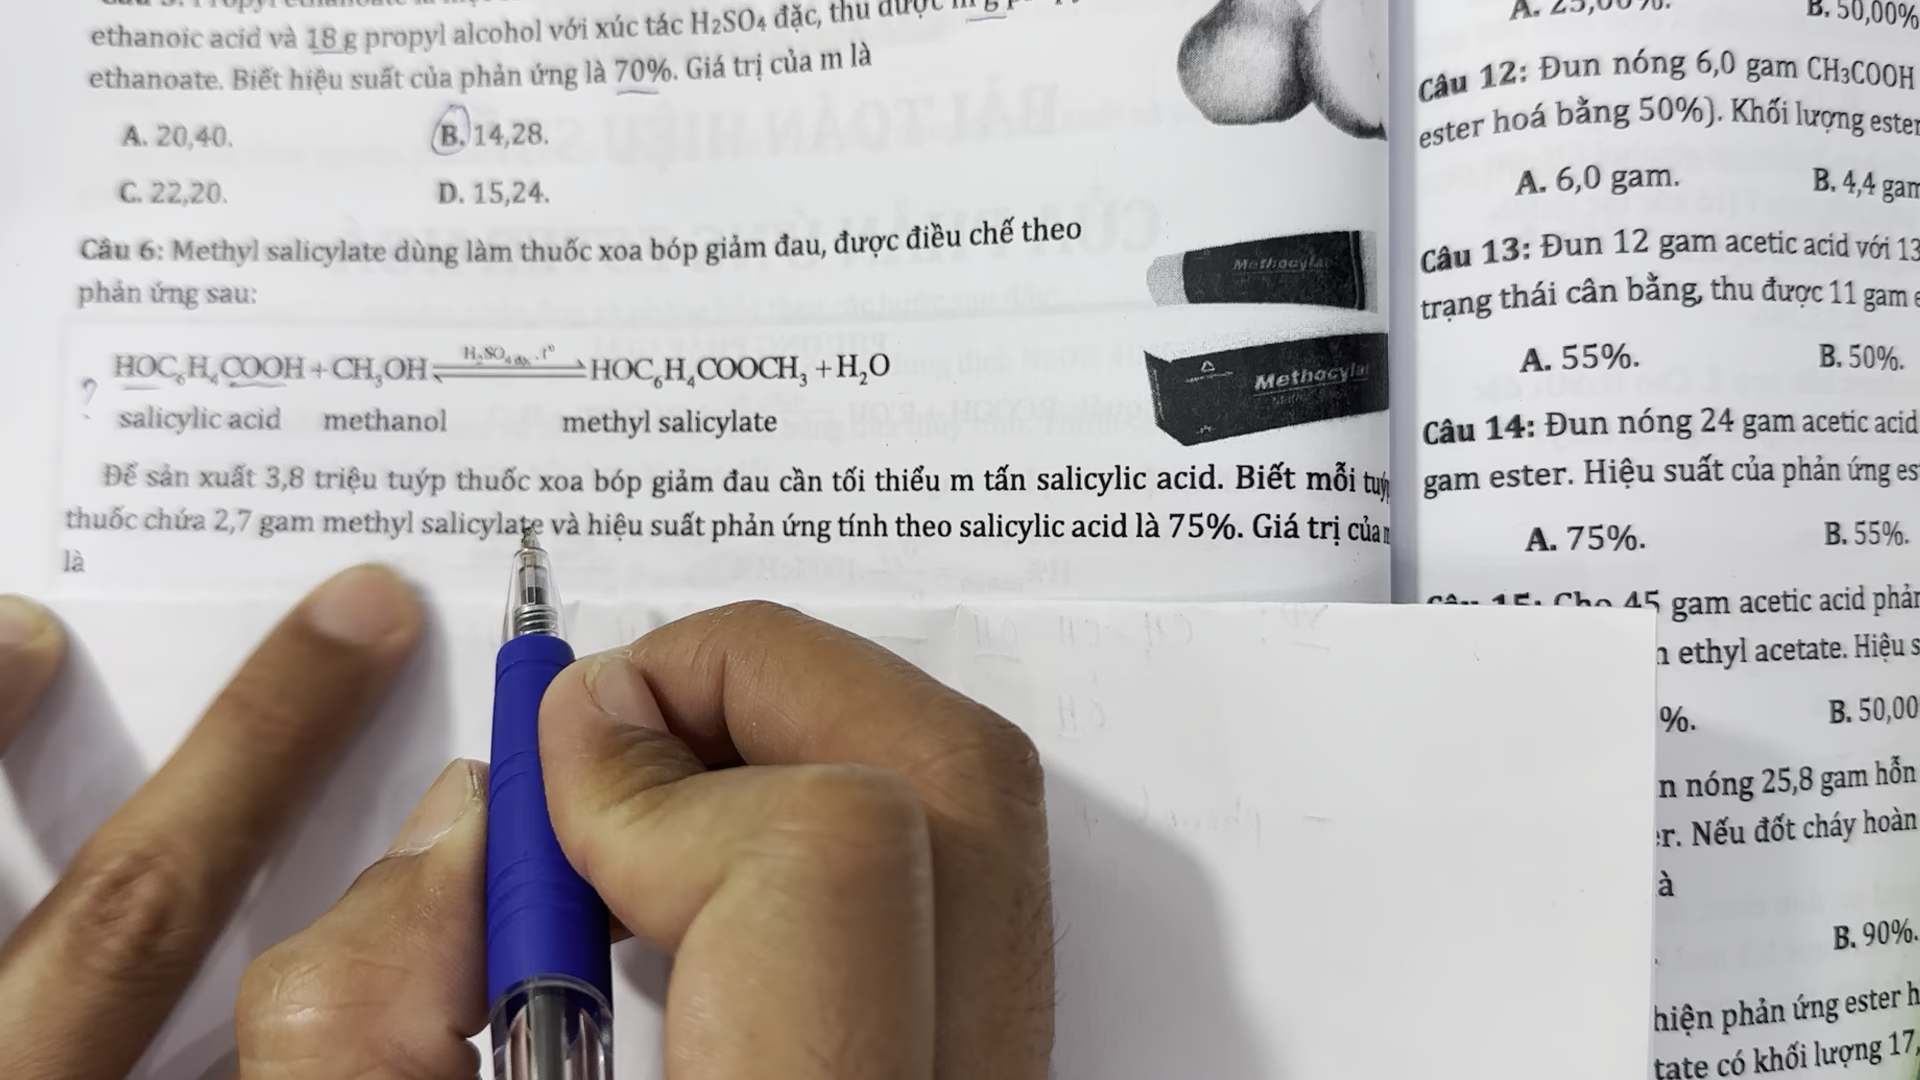 ethanoic acid và 18 g propyl alcohol với xúc tác H₂SO₄ đặc, thu được m g
ethanoate. Biết hiệu suất của phản ứng là 70%. Giá trị của m là
A. 20,40.
B. 14,28.
C. 22,20.
D. 15,24.
Câu 6: Methyl salicylate dùng làm thuốc xoa bóp giảm đau, được điều chế theo
phản ứng sau:
HOC₆H₄COOH + CH₃OH ⇌ HOC₆H₄COOCH₃ + H₂O
H₂SO₄ đặc, t°
?
salicylic acid methanol methyl salicylate
Để sản xuất 3,8 triệu tuýp thuốc xoa bóp giảm đau cần tối thiểu m tấn salicylic acid. Biết mỗi tuýp
thuốc chứa 2,7 gam methyl salicylate và hiệu suất phản ứng tính theo salicylic acid là 75%. Giá trị của m
là
Methocylat
B. 50,00%
Câu 12: Đun nóng 6,0 gam CH₃COOH
ester hoá bằng 50%). Khối lượng ester
A. 6,0 gam.
B. 4,4 gam
Câu 13: Đun 12 gam acetic acid với 13
trạng thái cân bằng, thu được 11 gam
A. 55%.
B. 50%.
Câu 14: Đun nóng 24 gam acetic acid
gam ester. Hiệu suất của phản ứng es
A. 75%.
B. 55%.
Câu 15: Cho 45 gam acetic acid phản
ethyl acetate. Hiệu s
%.
B. 50,00
n nóng 25,8 gam hỗn
r. Nếu đốt cháy hoàn
à
B. 90%.
hiện phản ứng ester h
tate có khối lượng 17,